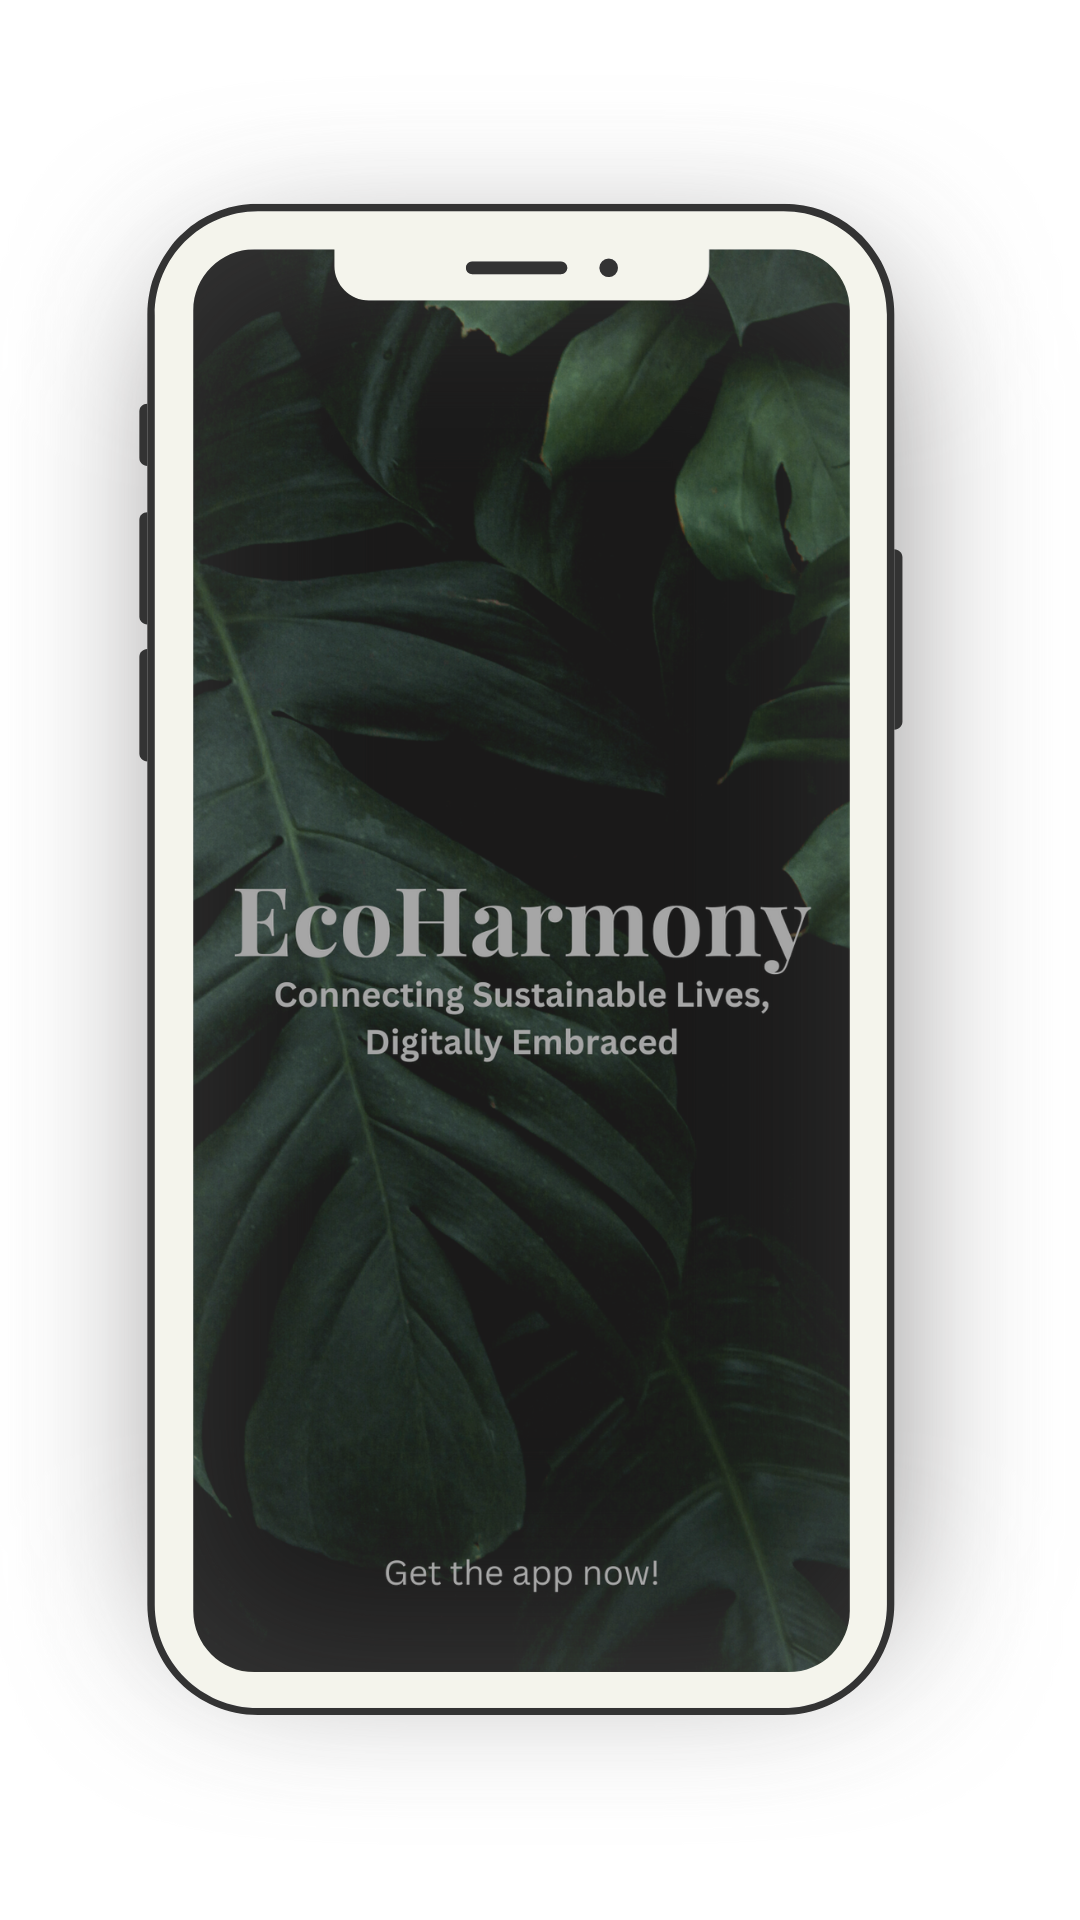 EcoHarmony
Connecting Sustainable Lives,
Digitally Embraced
Get the app now!